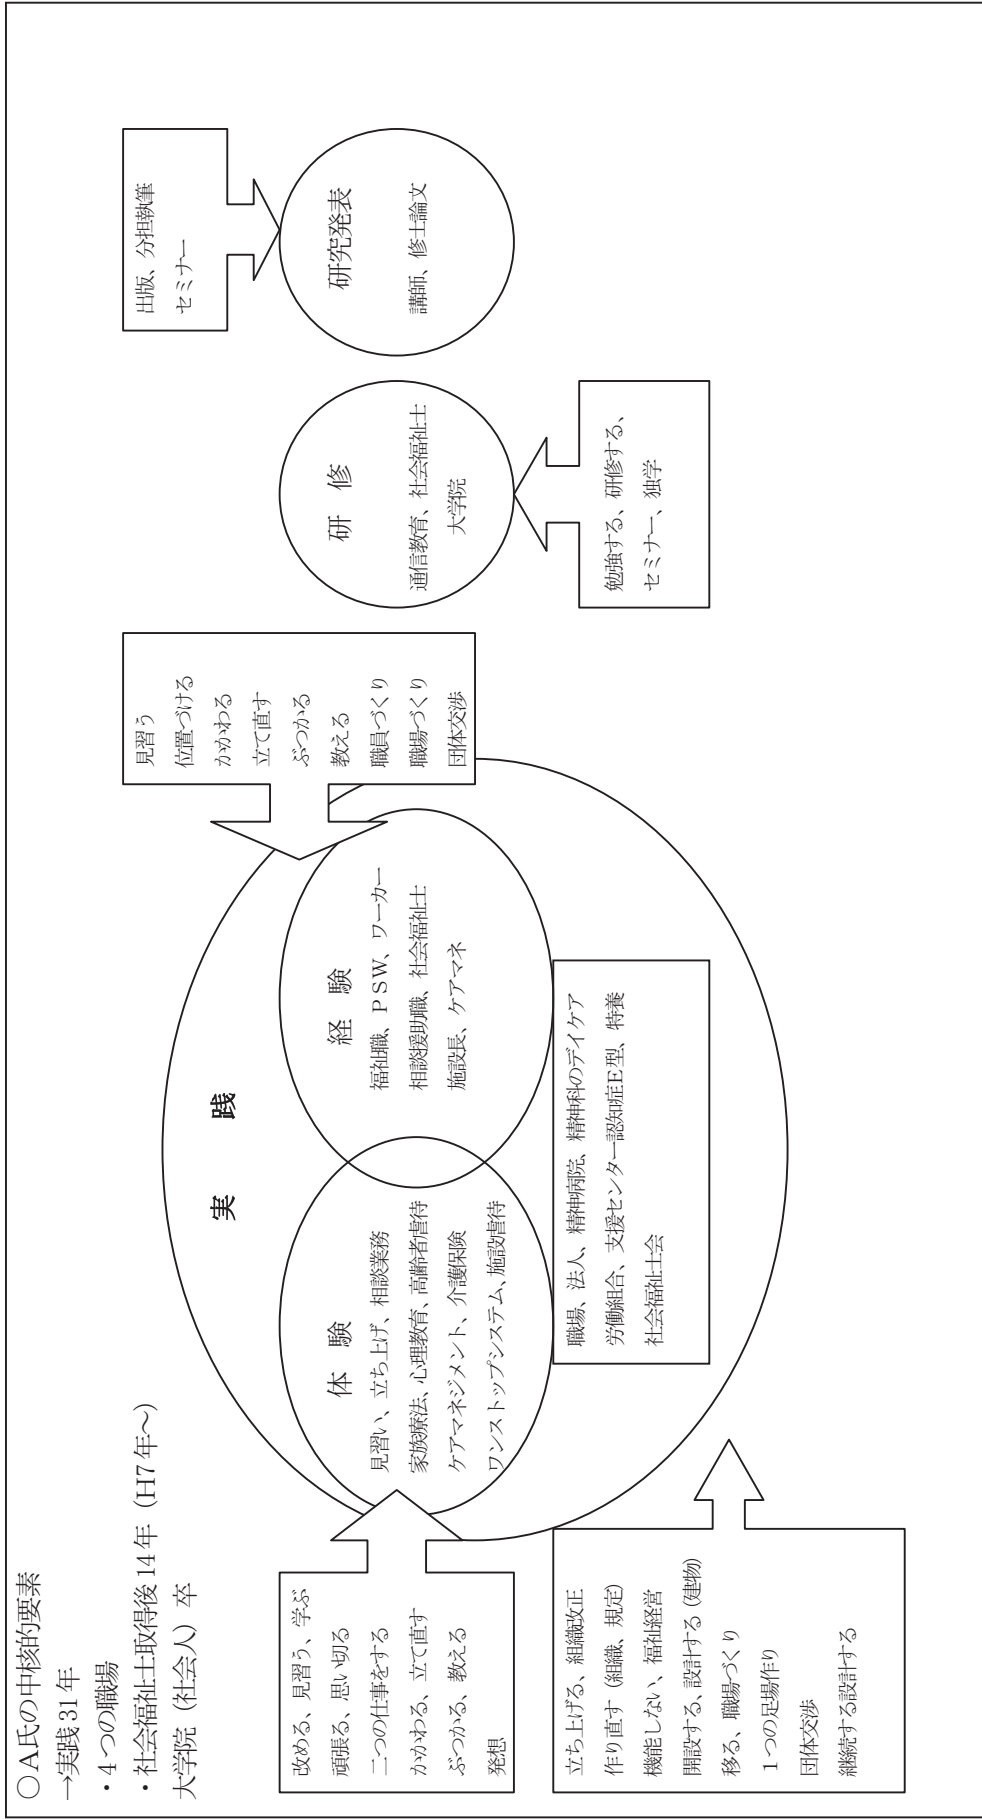 〇A氏の中核的要素
→実践31年
・4つの職場
・社会福祉士取得後14年（H7年～）
大学院（社会人）卒
改める、見習う、学ぶ
頑張る、思い切る
二つの仕事をする
かかわる、立て直す
ぶつかる、教える
発想
立ち上げる、組織改正
作り直す（組織、規定）
機能しない、福祉経営
開設する、設計する（建物）
移る、職場づくり
1つの足場作り
団体交渉
継続する設計する
実　践
体　験
見習い、立ち上げ、相談業務
家族療法、心理教育、高齢者虐待
ケアマネジメント、介護保険
ワンストップシステム、施設虐待
経　験
福祉職、ＰＳＷ、ワーカー
相談援助職、社会福祉士
施設長、ケアマネ
職場、法人、精神病院、精神科のデイケア
労働組合、支援センター認知症E型、特養
社会福祉士会
見習う
位置づける
かかわる
立て直す
ぶつかる
教える
職員づくり
職場づくり
団体交渉
研　修
通信教育、社会福祉士
大学院
勉強する、研修する、
セミナー、独学
研究発表
講師、修士論文
出版、分担執筆
セミナー